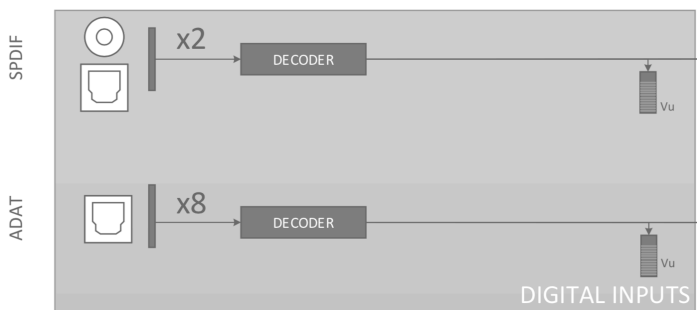 SPDIF
x2
DECODER
Vu
ADAT
x8
DECODER
Vu
DIGITAL INPUTS